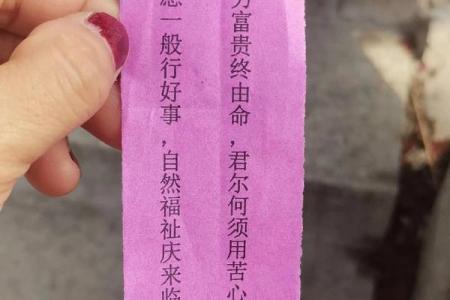 富贵终由命，君尔何须用苦心
一般行好事，自然福祉庆来临